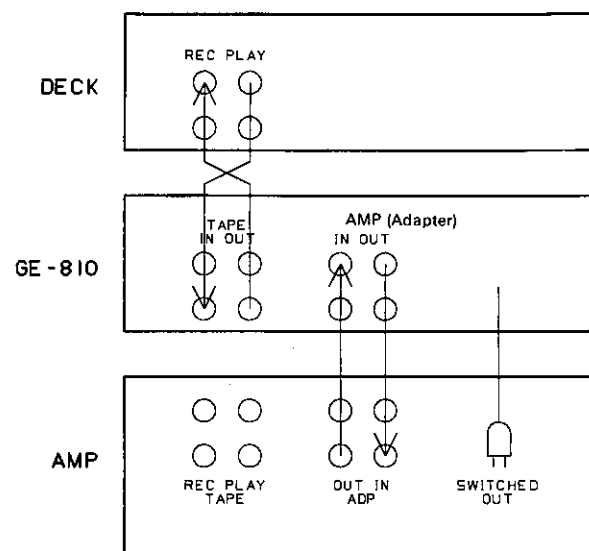 REC PLAY
DECK
TAPE
IN OUT
AMP (Adapter)
IN OUT
GE-810
AMP
REC PLAY
TAPE
OUT IN
ADP
SWITCHED
OUT